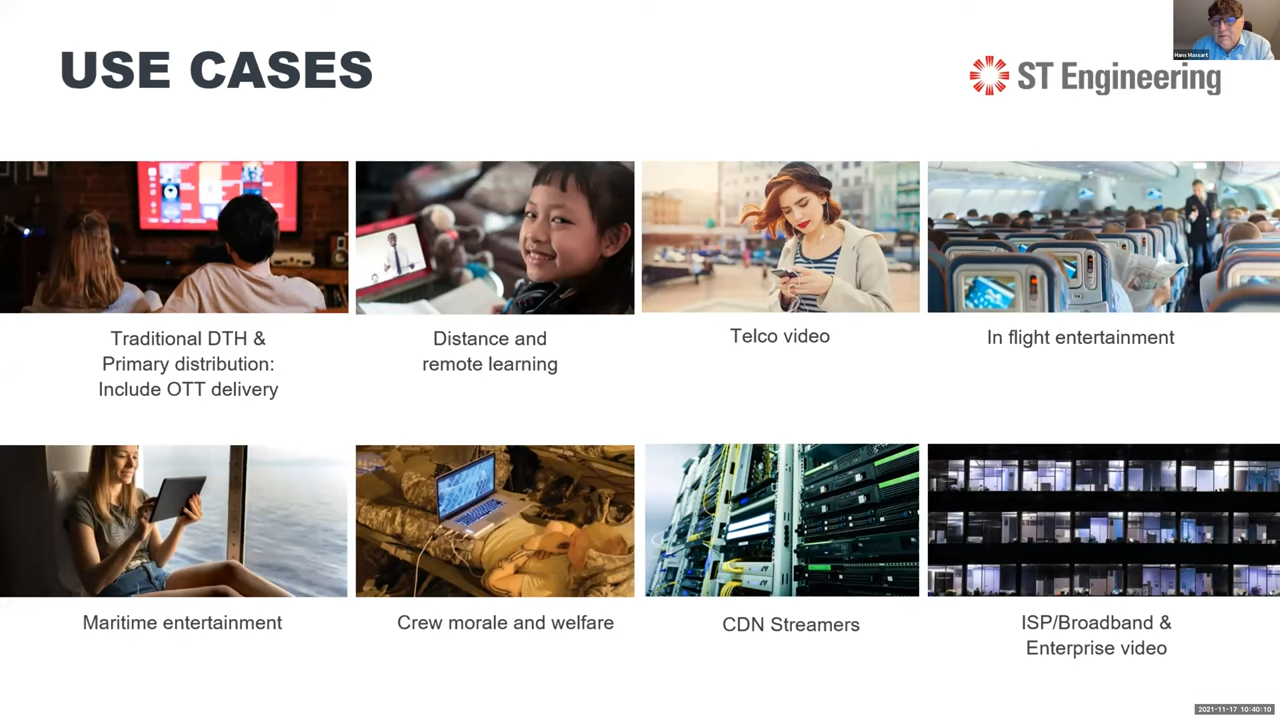 USE CASES
Hans Massart
ST Engineering
Traditional DTH &
Primary distribution:
Include OTT delivery
Distance and
remote learning
Telco video
In flight entertainment
Maritime entertainment
Crew morale and welfare
CDN Streamers
ISP/Broadband &
Enterprise video
2021-11-17 10:40:10